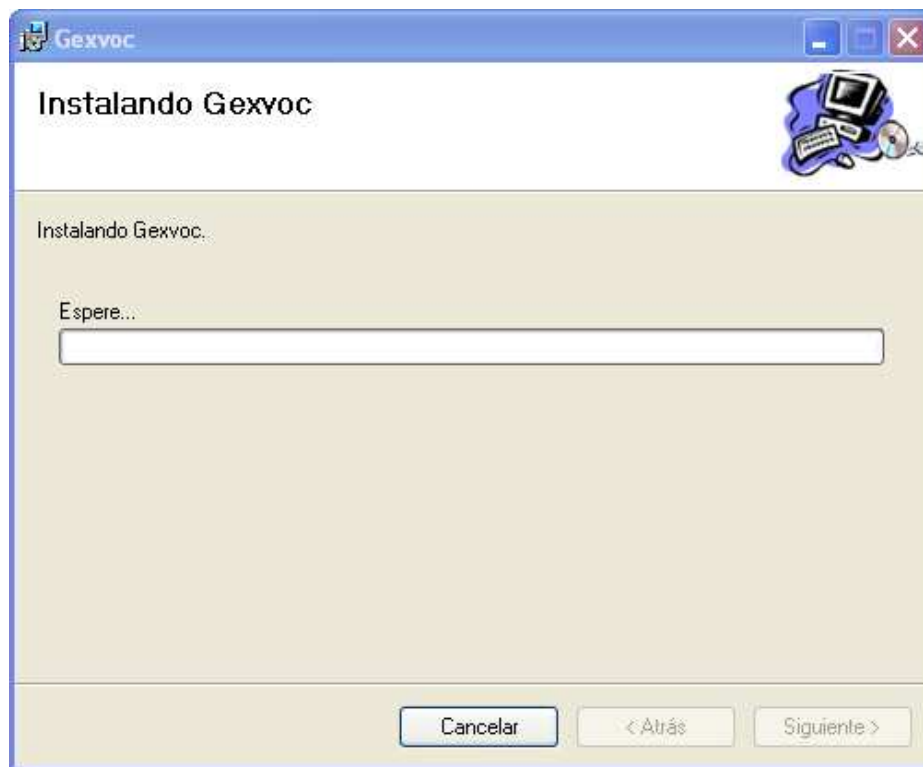 Gexvoc
Instalando Gexvoc
Instalando Gexvoc.
Espere...
Cancelar
< Atrás
Siguiente >